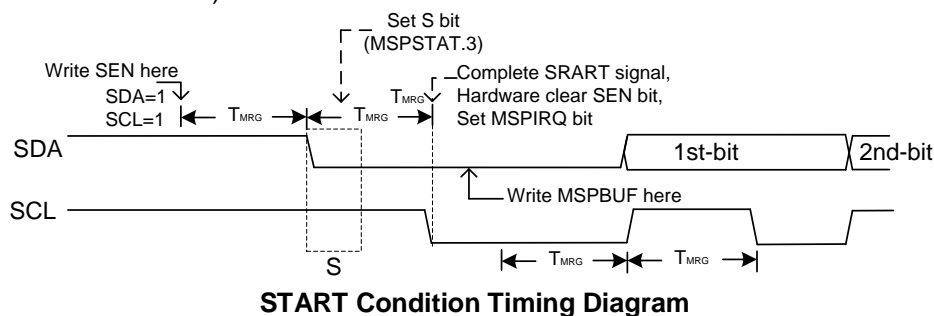 )
Set S bit
(MSPSTAT.3)
Write SEN here
SDA=1
SCL=1
TMRG
TMRG
TMRG
Complete SRART signal,
Hardware clear SEN bit,
Set MSPIRQ bit
SDA
1st-bit
2nd-bit
Write MSPBUF here
SCL
S
TMRG
TMRG
START Condition Timing Diagram